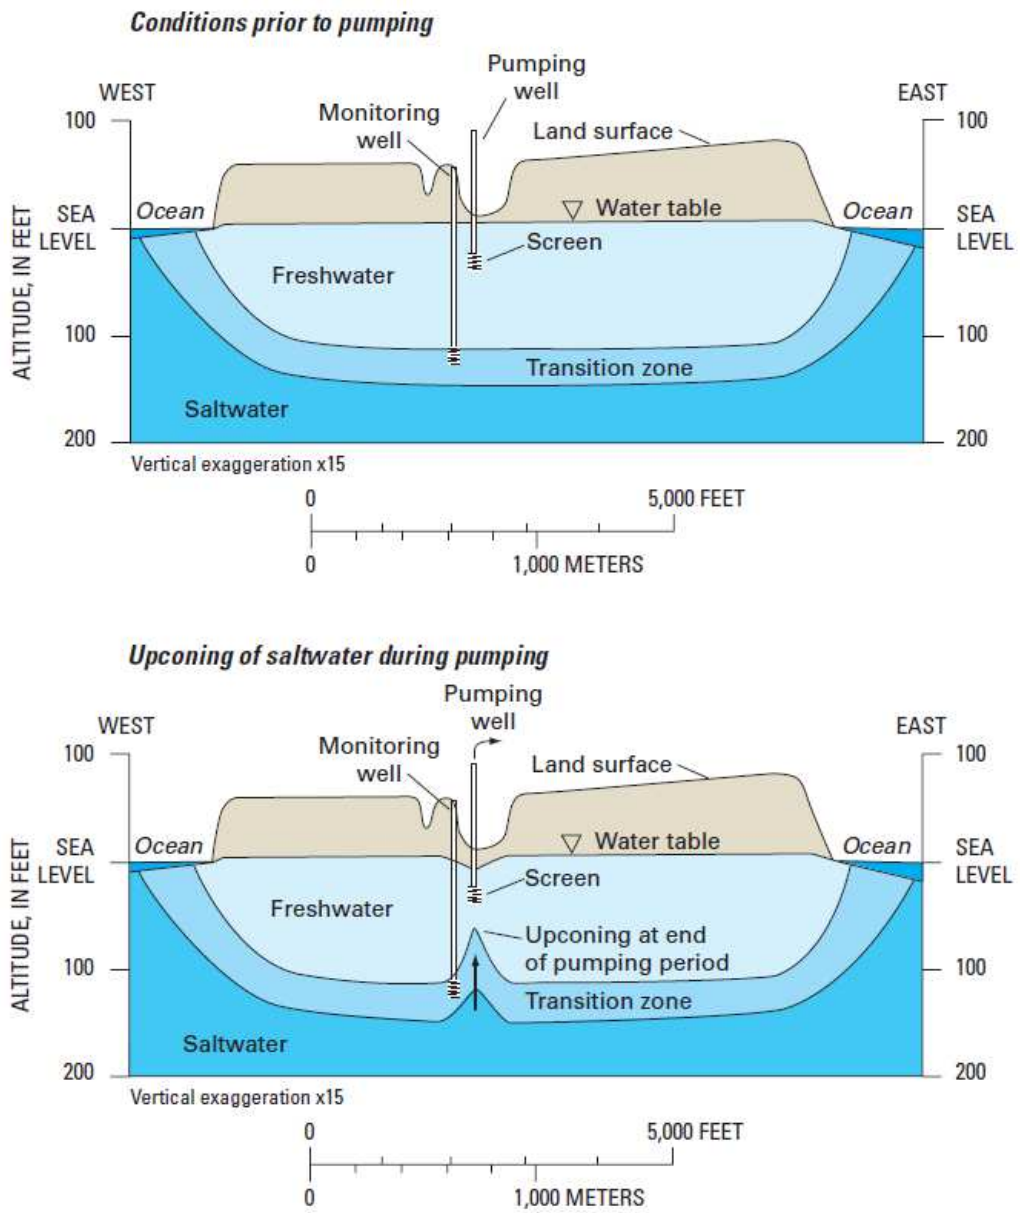 Conditions prior to pumping
Pumping
well
WEST
EAST
Monitoring
well
100
100
Land surface
SEA
LEVEL
Ocean
Water table
Ocean
SEA
LEVEL
Screen
Freshwater
ALTITUDE, IN FEET
100
100
Transition zone
Saltwater
200
200
Vertical exaggeration x15
0
5,000 FEET
0
1,000 METERS
Upconing of saltwater during pumping
Pumping
well
WEST
EAST
Monitoring
well
100
100
Land surface
SEA
LEVEL
Ocean
Water table
Ocean
SEA
LEVEL
Screen
Freshwater
Upconing at end
of pumping period
ALTITUDE, IN FEET
100
100
Transition zone
Saltwater
200
200
Vertical exaggeration x15
0
5,000 FEET
0
1,000 METERS